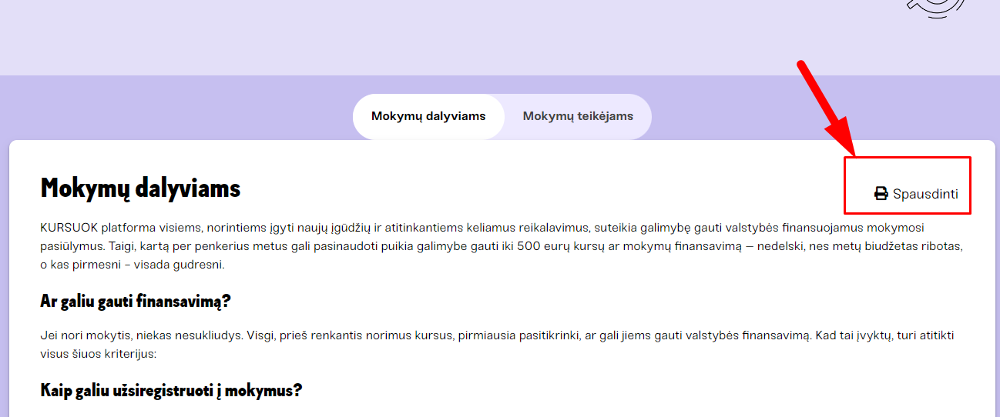 Mokymų dalyviams
Mokymų teikėjams
Mokymų dalyviams
Spausdinti
KURSUOK platforma visiems, norintiems įgyti naujų įgūdžių ir atitinkantiems keliamus reikalavimus, suteikia galimybę gauti valstybės finansuojamus mokymosi
pasiūlymus. Taigi, kartą per penkerius metus gali pasinaudoti puikia galimybe gauti iki 500 eurų kursų ar mokymų finansavimą — nedelski, nes metų biudžetas ribotas,
o kas pirmesni – visada gudresni.
Ar galiu gauti finansavimą?
Jei nori mokytis, niekas nesukliudys. Visgi, prieš renkantis norimus kursus, pirmiausia pasitikrinki, ar gali jiems gauti valstybės finansavimą. Kad tai įvyktų, turi atitikti
visus šiuos kriterijus:
Kaip galiu užsiregistruoti į mokymus?